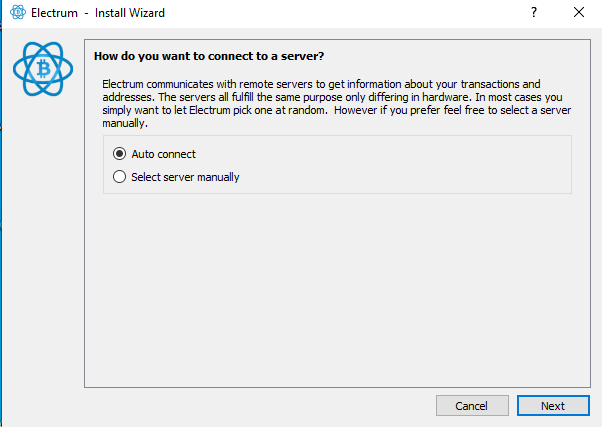 Electrum - Install Wizard
?
How do you want to connect to a server?
Electrum communicates with remote servers to get information about your transactions and
addresses. The servers all fulfill the same purpose only differing in hardware. In most cases you
simply want to let Electrum pick one at random. However if you prefer feel free to select a server
manually.
Auto connect
Select server manually
Cancel
Next